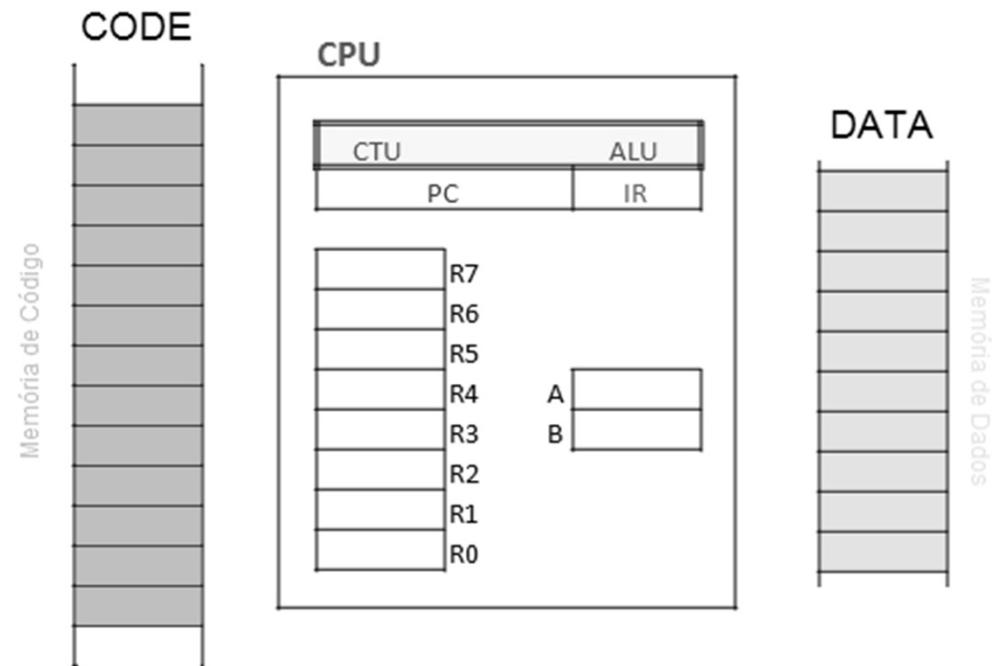 CODE
Memória de Código
CPU
CTU ALU
PC IR
R7
R6
R5
R4
R3
R2
R1
R0
A
B
DATA
Memória de Dados